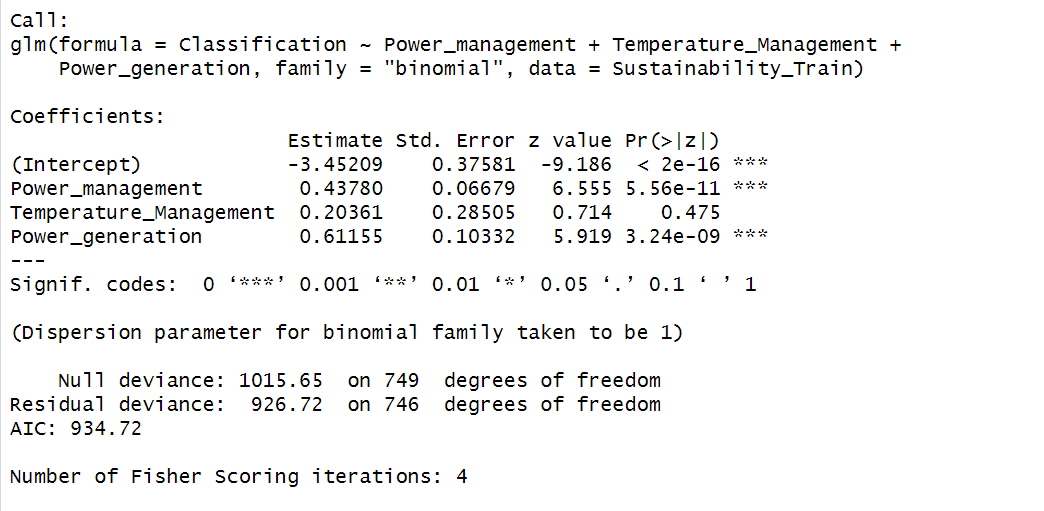 Call:
glm(formula = Classification ~ Power_management + Temperature_Management +
    Power_generation, family = "binomial", data = Sustainability_Train)

Coefficients:
                       Estimate Std. Error z value Pr(>|z|)
(Intercept)            -3.45209    0.37581  -9.186  < 2e-16 ***
Power_management        0.43780    0.06679   6.555 5.56e-11 ***
Temperature_Management  0.20361    0.28505   0.714    0.475
Power_generation        0.61155    0.10332   5.919 3.24e-09 ***
---
Signif. codes:  0 ‘***’ 0.001 ‘**’ 0.01 ‘*’ 0.05 ‘.’ 0.1 ‘ ’ 1

(Dispersion parameter for binomial family taken to be 1)

    Null deviance: 1015.65  on 749  degrees of freedom
Residual deviance:  926.72  on 746  degrees of freedom
AIC: 934.72

Number of Fisher Scoring iterations: 4